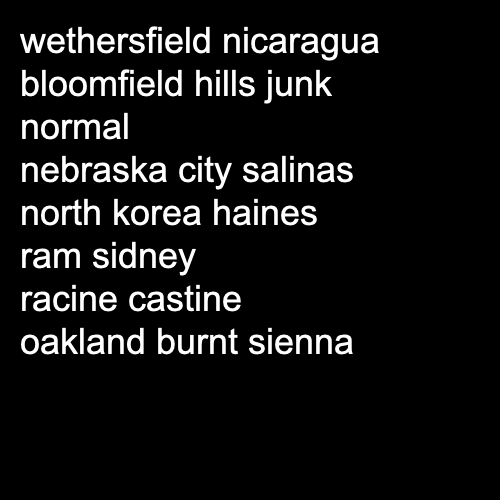 wethersfield nicaragua
bloomfield hills junk
normal
nebraska city salinas
north korea haines
ram sidney
racine castine
oakland burnt sienna